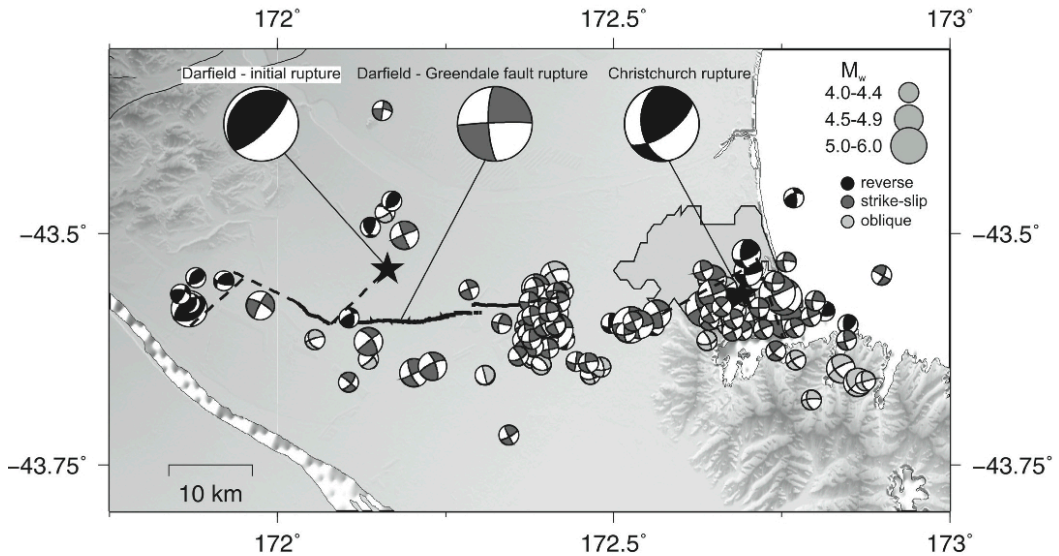 172° 172.5° 173°
Darfield - initial rupture Darfield - Greendale fault rupture Christchurch rupture
M_w
4.0-4.4
4.5-4.9
5.0-6.0
reverse
strike-slip
oblique
−43.5° −43.5°
−43.75° −43.75°
10 km
172° 172.5° 173°